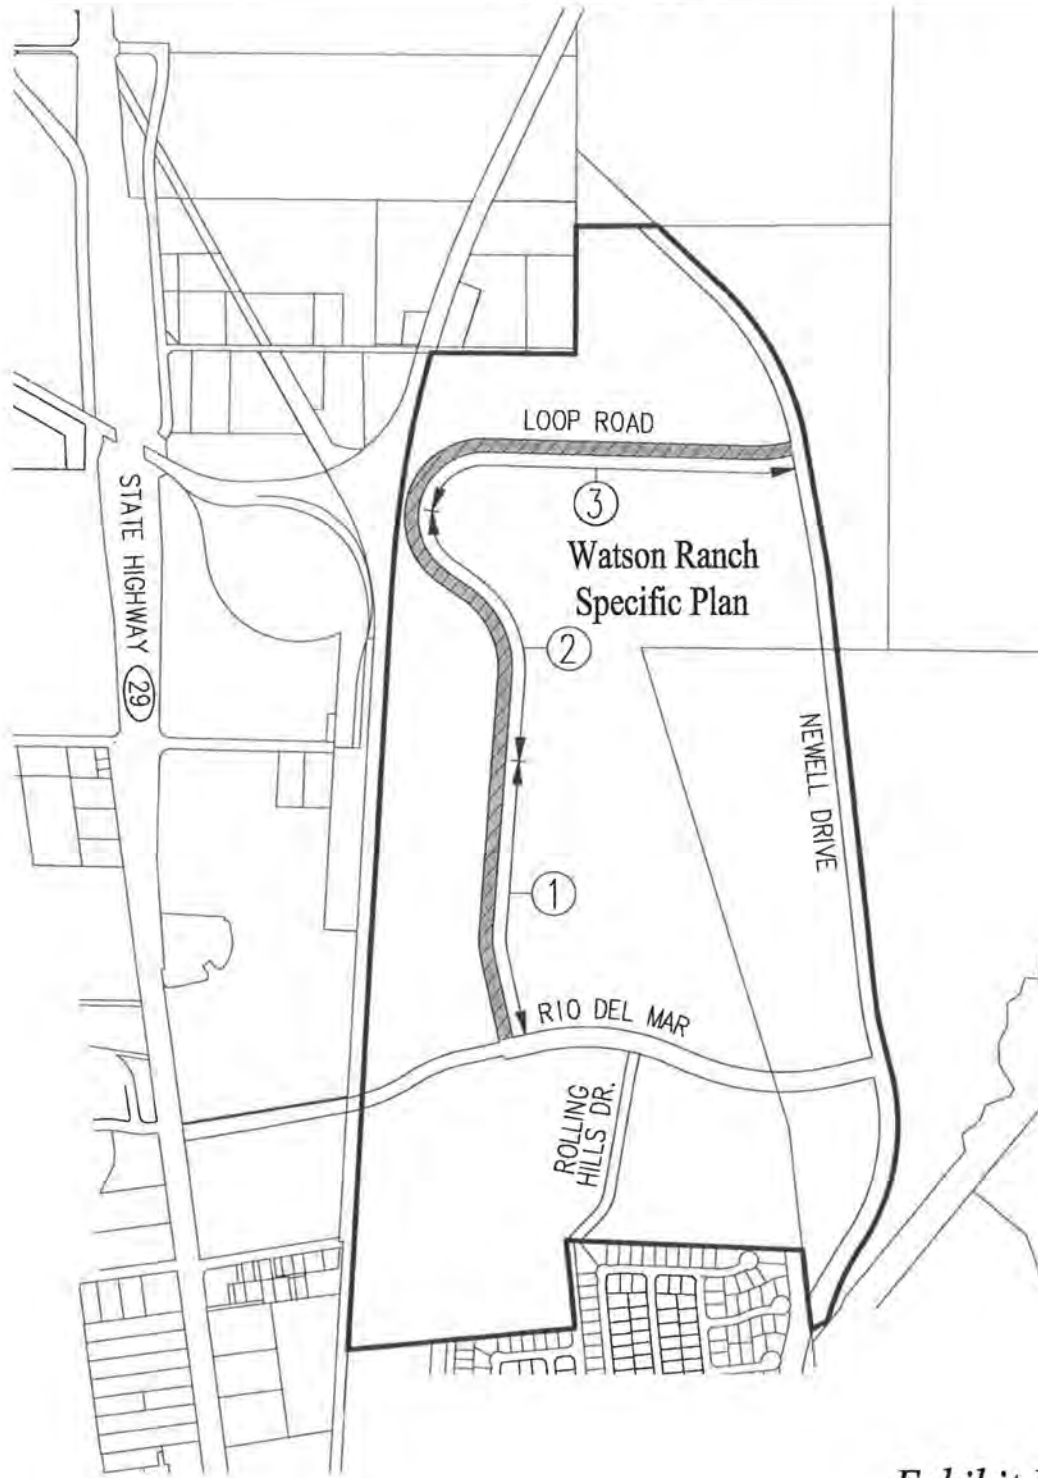 LOOP ROAD
3
Watson Ranch
Specific Plan
STATE HIGHWAY 29
2
NEWELL DRIVE
1
RIO DEL MAR
ROLLING
HILLS DR.
Exhibit